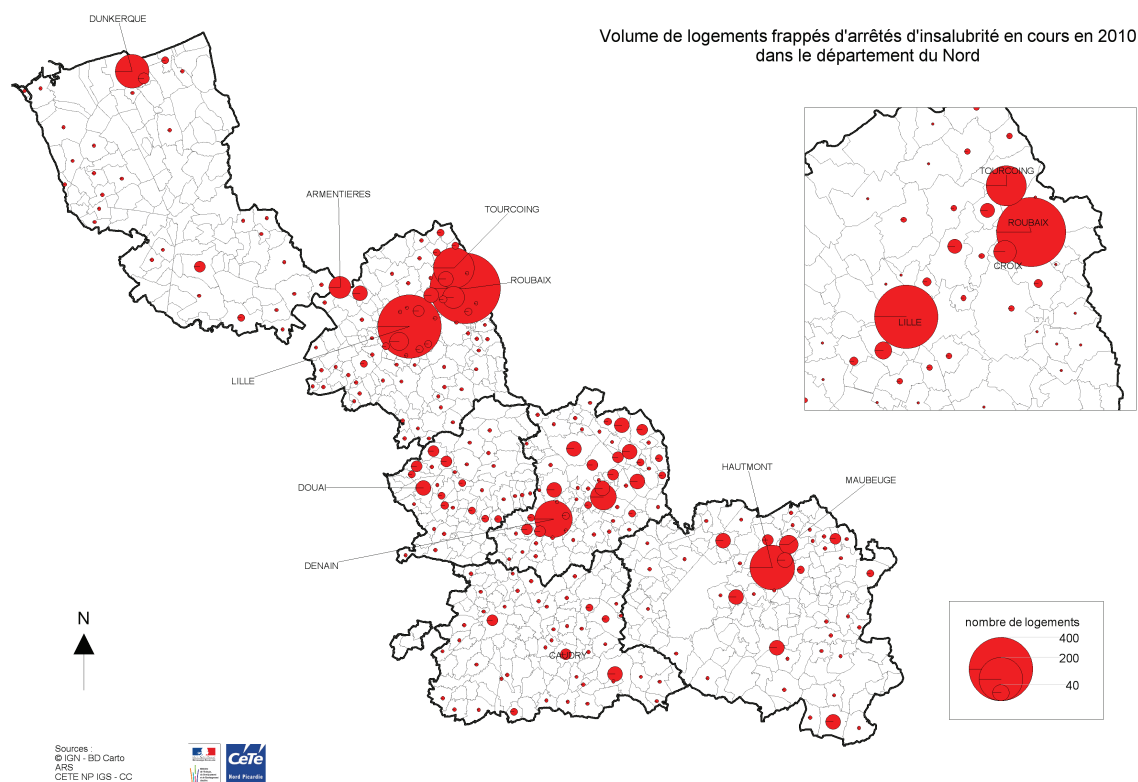 DUNKERQUE
Volume de logements frappés d'arrêtés d'insalubrité en cours en 2010
dans le département du Nord
ARMENTIERES
TOURCOING
ROUBAIX
LILLE
TOURCOING
ROUBAIX
CROIX
LILLE
DOUAI
HAUTMONT
MAUBEUGE
DENAIN
CAUDRY
N
nombre de logements
400
200
40
Sources :
© IGN - BD Carto
ARS
CETE NP IGS - CC
CeTe
Nord Picardie